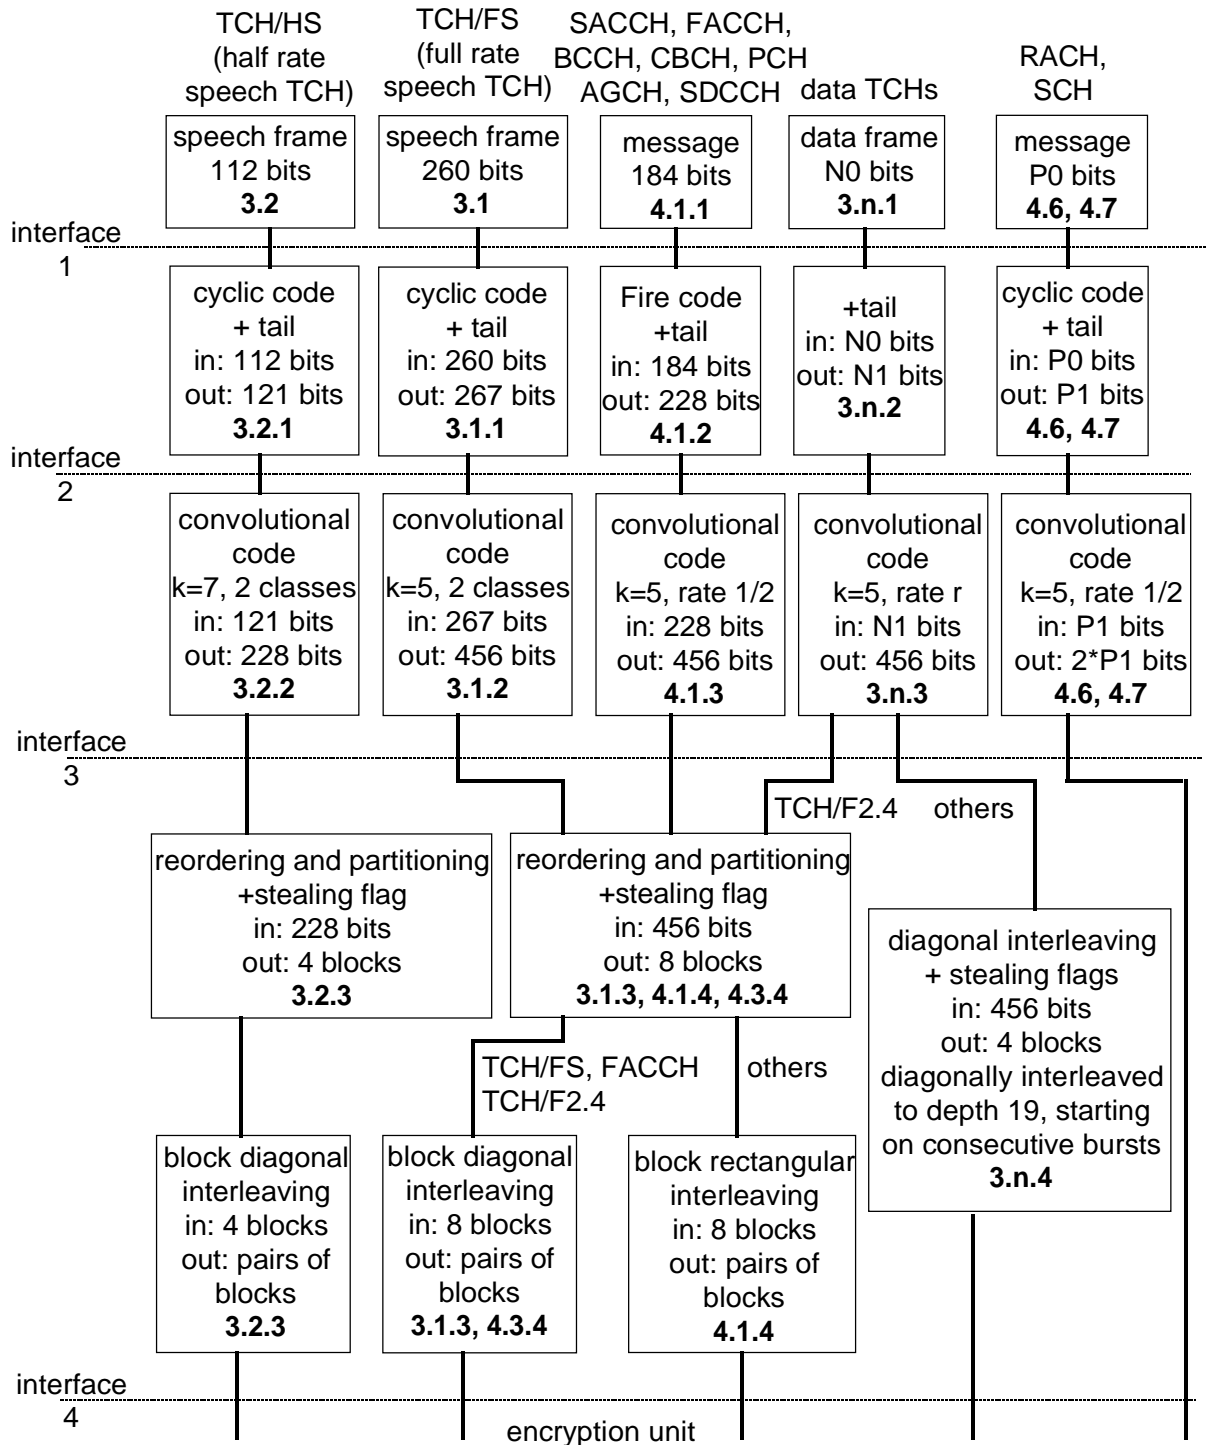 TCH/HS
(half rate
speech TCH)
TCH/FS
(full rate
speech TCH)
SACCH, FACCH,
BCCH, CBCH, PCH
AGCH, SDCCH
data TCHs
RACH,
SCH
speech frame
112 bits
3.2
speech frame
260 bits
3.1
message
184 bits
4.1.1
data frame
N0 bits
3.n.1
message
P0 bits
4.6, 4.7
interface
1
cyclic code
+ tail
in: 112 bits
out: 121 bits
3.2.1
cyclic code
+ tail
in: 260 bits
out: 267 bits
3.1.1
Fire code
+tail
in: 184 bits
out: 228 bits
4.1.2
+tail
in: N0 bits
out: N1 bits
3.n.2
cyclic code
+ tail
in: P0 bits
out: P1 bits
4.6, 4.7
interface
2
convolutional
code
k=7, 2 classes
in: 121 bits
out: 228 bits
3.2.2
convolutional
code
k=5, 2 classes
in: 267 bits
out: 456 bits
3.1.2
convolutional
code
k=5, rate 1/2
in: 228 bits
out: 456 bits
4.1.3
convolutional
code
k=5, rate r
in: N1 bits
out: 456 bits
3.n.3
convolutional
code
k=5, rate 1/2
in: P1 bits
out: 2*P1 bits
4.6, 4.7
interface
3
TCH/F2.4
others
reordering and partitioning
+stealing flag
in: 228 bits
out: 4 blocks
3.2.3
reordering and partitioning
+stealing flag
in: 456 bits
out: 8 blocks
3.1.3, 4.1.4, 4.3.4
diagonal interleaving
+ stealing flags
in: 456 bits
out: 4 blocks
diagonally interleaved
to depth 19, starting
on consecutive bursts
3.n.4
TCH/FS, FACCH
TCH/F2.4
others
block diagonal
interleaving
in: 4 blocks
out: pairs of
blocks
3.2.3
block diagonal
interleaving
in: 8 blocks
out: pairs of
blocks
3.1.3, 4.3.4
block rectangular
interleaving
in: 8 blocks
out: pairs of
blocks
4.1.4
interface
4
encryption unit